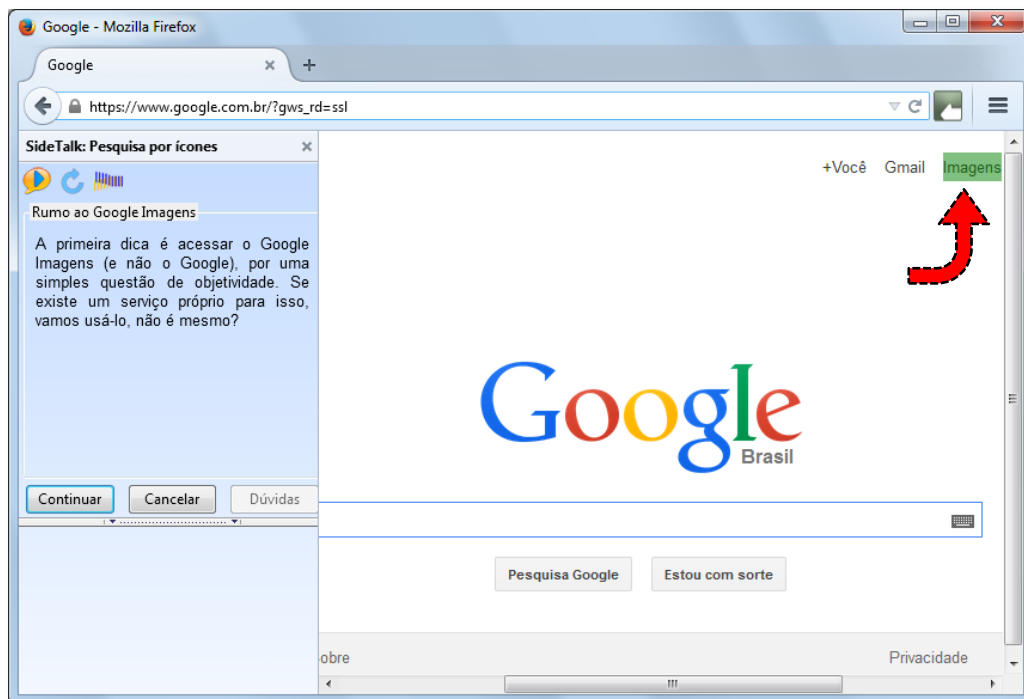 Google - Mozilla Firefox
Google
https://www.google.com.br/?gws_rd=ssl
SideTalk: Pesquisa por ícones
Rumo ao Google Imagens
A primeira dica é acessar o Google
Imagens (e não o Google), por uma
simples questão de objetividade. Se
existe um serviço próprio para isso,
vamos usá-lo, não é mesmo?
Continuar Cancelar Dúvidas
+Você Gmail Imagens
Google
Brasil
Pesquisa Google Estou com sorte
obre Privacidade